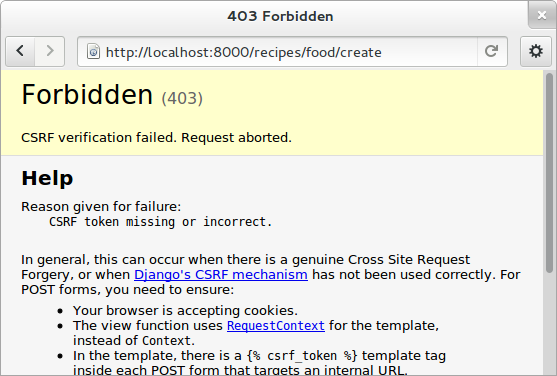 403 Forbidden
http://localhost:8000/recipes/food/create
Forbidden (403)
CSRF verification failed. Request aborted.
Help
Reason given for failure:
CSRF token missing or incorrect.
In general, this can occur when there is a genuine Cross Site Request
Forgery, or when Django's CSRF mechanism has not been used correctly. For
POST forms, you need to ensure:
• Your browser is accepting cookies.
• The view function uses RequestContext for the template,
instead of Context.
• In the template, there is a {% csrf_token %} template tag
inside each POST form that targets an internal URL.